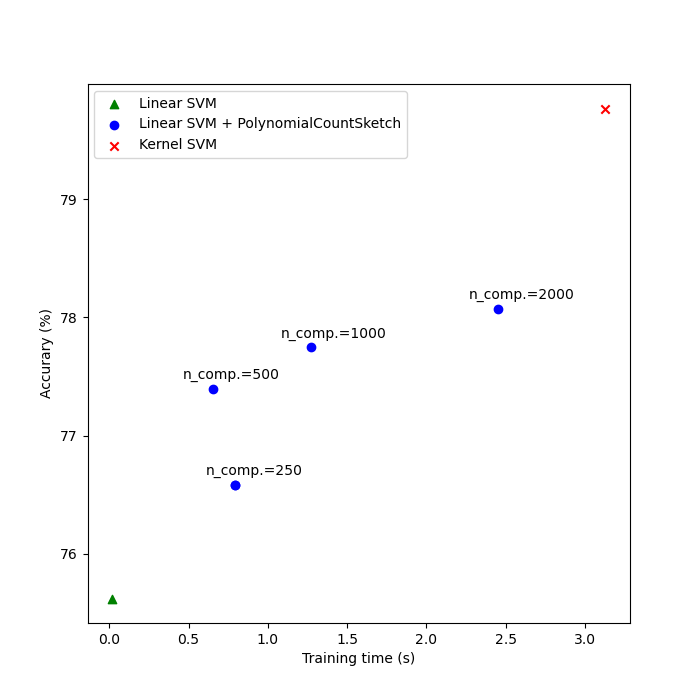 Linear SVM
Linear SVM + PolynomialCountSketch
Kernel SVM
79
n_comp.=2000
78
n_comp.=1000
n_comp.=500
77
n_comp.=250
76
Accurary (%)
0.0 0.5 1.0 1.5 2.0 2.5 3.0
Training time (s)